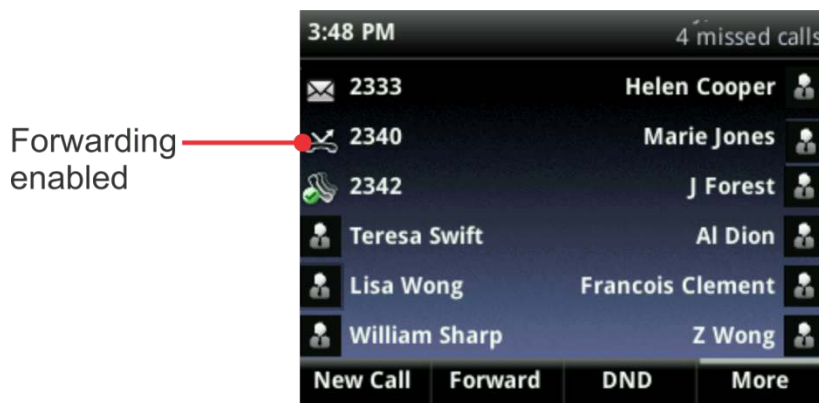 3:48 PM 4 missed calls
2333 Helen Cooper
Forwarding
enabled
2340 Marie Jones
2342 J Forest
Teresa Swift Al Dion
Lisa Wong Francois Clement
William Sharp Z Wong
New Call Forward DND More